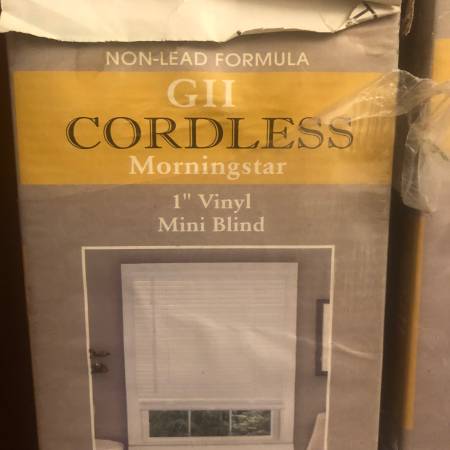 NON-LEAD FORMULA
GII
CORDLESS
Morningstar
1" Vinyl
Mini Blind